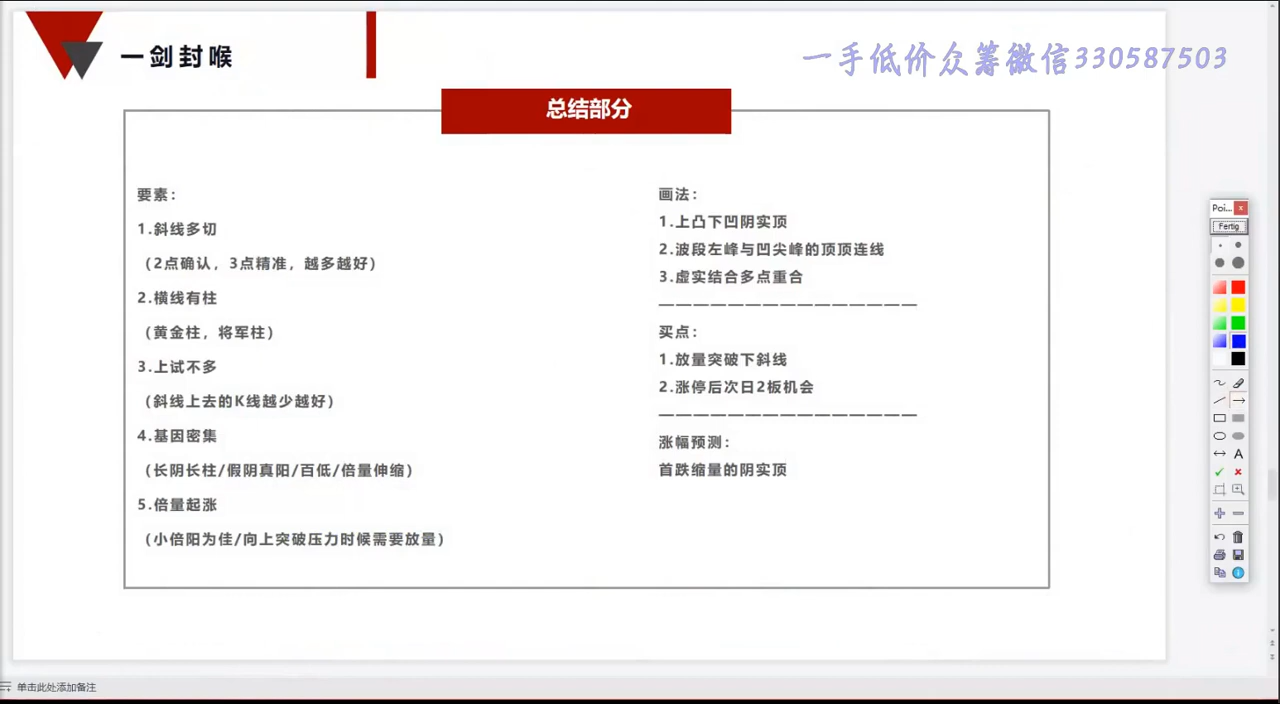 一剑封喉
一手低价众筹微信330587503
总结部分
要素：
1.斜线多切
（2点确认，3点精准，越多越好）
2.横线有柱
（黄金柱，将军柱）
3.上试不多
（斜线上去的K线越少越好）
4.基因密集
（长阴长柱/假阴真阳/百低/倍量伸缩）
5.倍量起涨
（小倍阳为佳/向上突破压力时候需要放量）
画法：
1.上凸下凹阴实顶
2.波段左峰与凹尖峰的顶顶连线
3.虚实结合多点重合
———————————————
买点：
1.放量突破下斜线
2.涨停后次日2板机会
———————————————
涨幅预测：
首跌缩量的阴实顶
Poi...
Fertig
A
单击此处添加备注